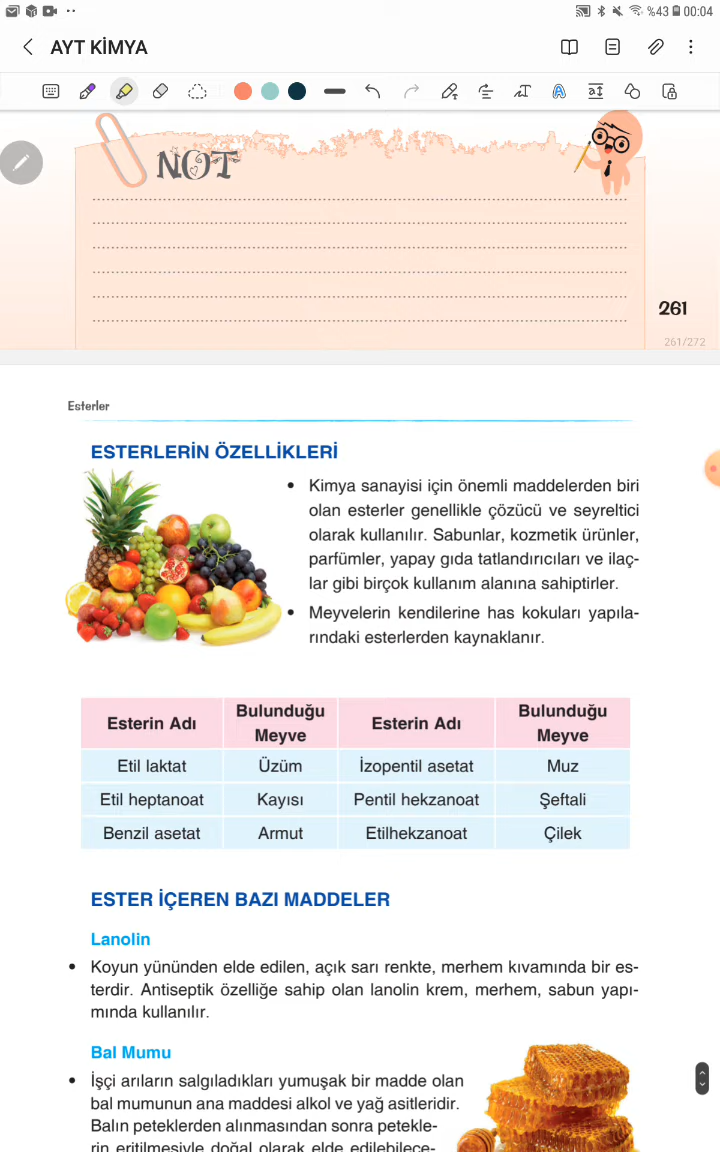 %43 00:04
AYT KİMYA
NOT
261
261/272
Esterler
ESTERLERİN ÖZELLİKLERİ
• Kimya sanayisi için önemli maddelerden biri
olan esterler genellikle çözücü ve seyreltici
olarak kullanılır. Sabunlar, kozmetik ürünler,
parfümler, yapay gıda tatlandırıcıları ve ilaç-
lar gibi birçok kullanım alanına sahiptirler.
• Meyvelerin kendilerine has kokuları yapıla-
rındaki esterlerden kaynaklanır.
Esterin Adı Bulunduğu Meyve Esterin Adı Bulunduğu Meyve
Etil laktat Üzüm İzopentil asetat Muz
Etil heptanoat Kayısı Pentil hekzanoat Şeftali
Benzil asetat Armut Etilhekzanoat Çilek
ESTER İÇEREN BAZI MADDELER
Lanolin
• Koyun yününden elde edilen, açık sarı renkte, merhem kıvamında bir es-
terdir. Antiseptik özelliğe sahip olan lanolin krem, merhem, sabun yapı-
mında kullanılır.
Bal Mumu
• İşçi arıların salgıladıkları yumuşak bir madde olan
bal mumunun ana maddesi alkol ve yağ asitleridir.
Balın peteklerden alınmasından sonra petekle-
rin eritilmesiyle doğal olarak elde edilebilece-